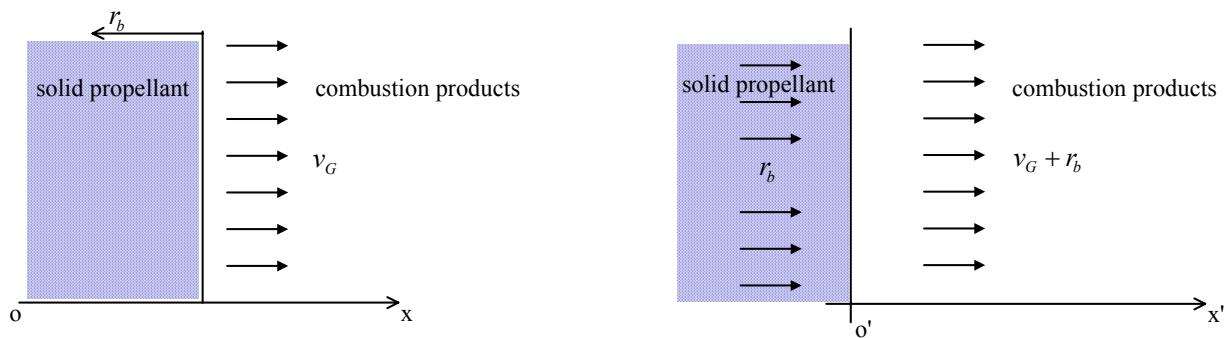 r_b
solid propellant
combustion products
v_G
o
x
solid propellant
combustion products
r_b
v_G + r_b
o'
x'